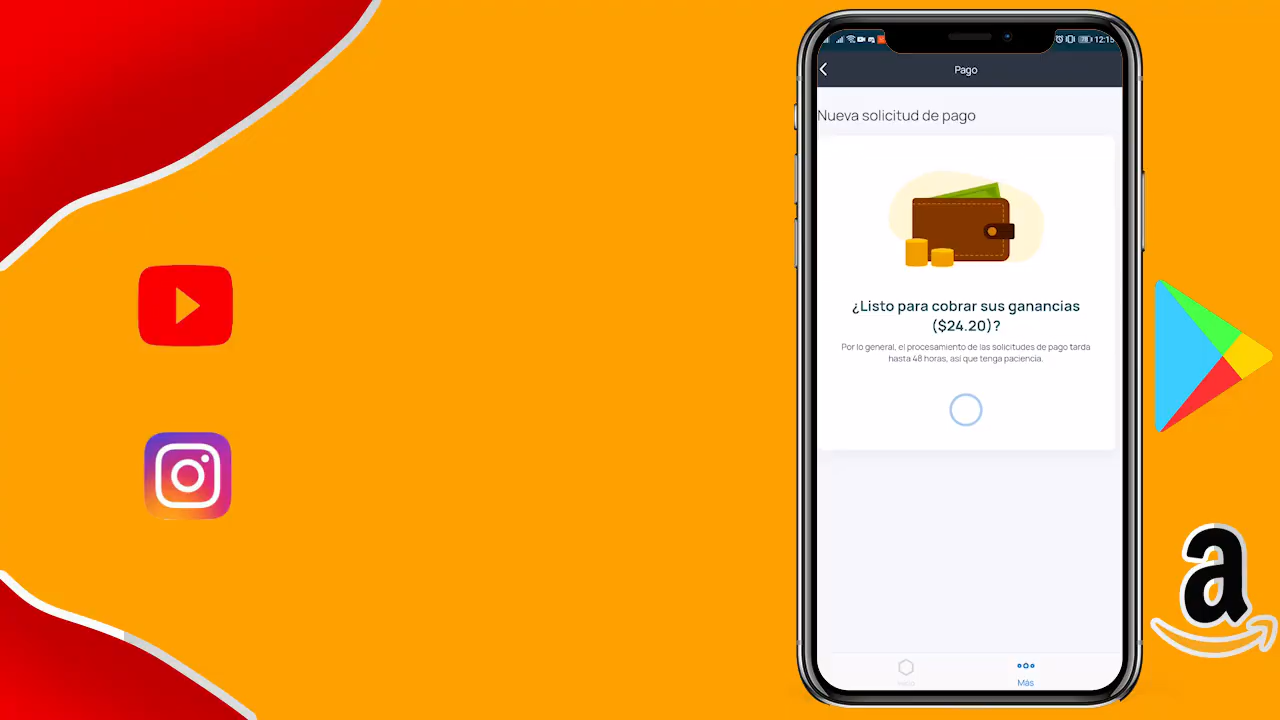 12:15
Pago
Nueva solicitud de pago
¿Listo para cobrar sus ganancias
($24.20)?
Por lo general, el procesamiento de las solicitudes de pago tarda
hasta 48 horas, así que tenga paciencia.
Inicio
Más
a